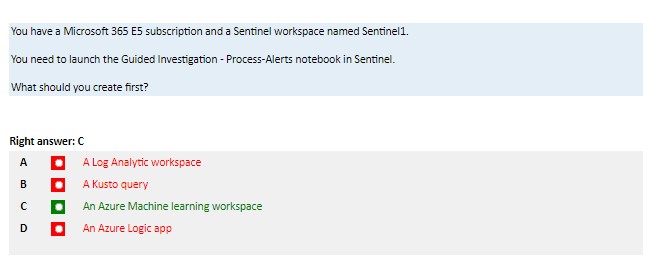 You have a Microsoft 365 E5 subscription and a Sentinel workspace named Sentinel1.
You need to launch the Guided Investigation - Process-Alerts notebook in Sentinel.
What should you create first?
Right answer: C
A A Log Analytic workspace
B A Kusto query
C An Azure Machine learning workspace
D An Azure Logic app